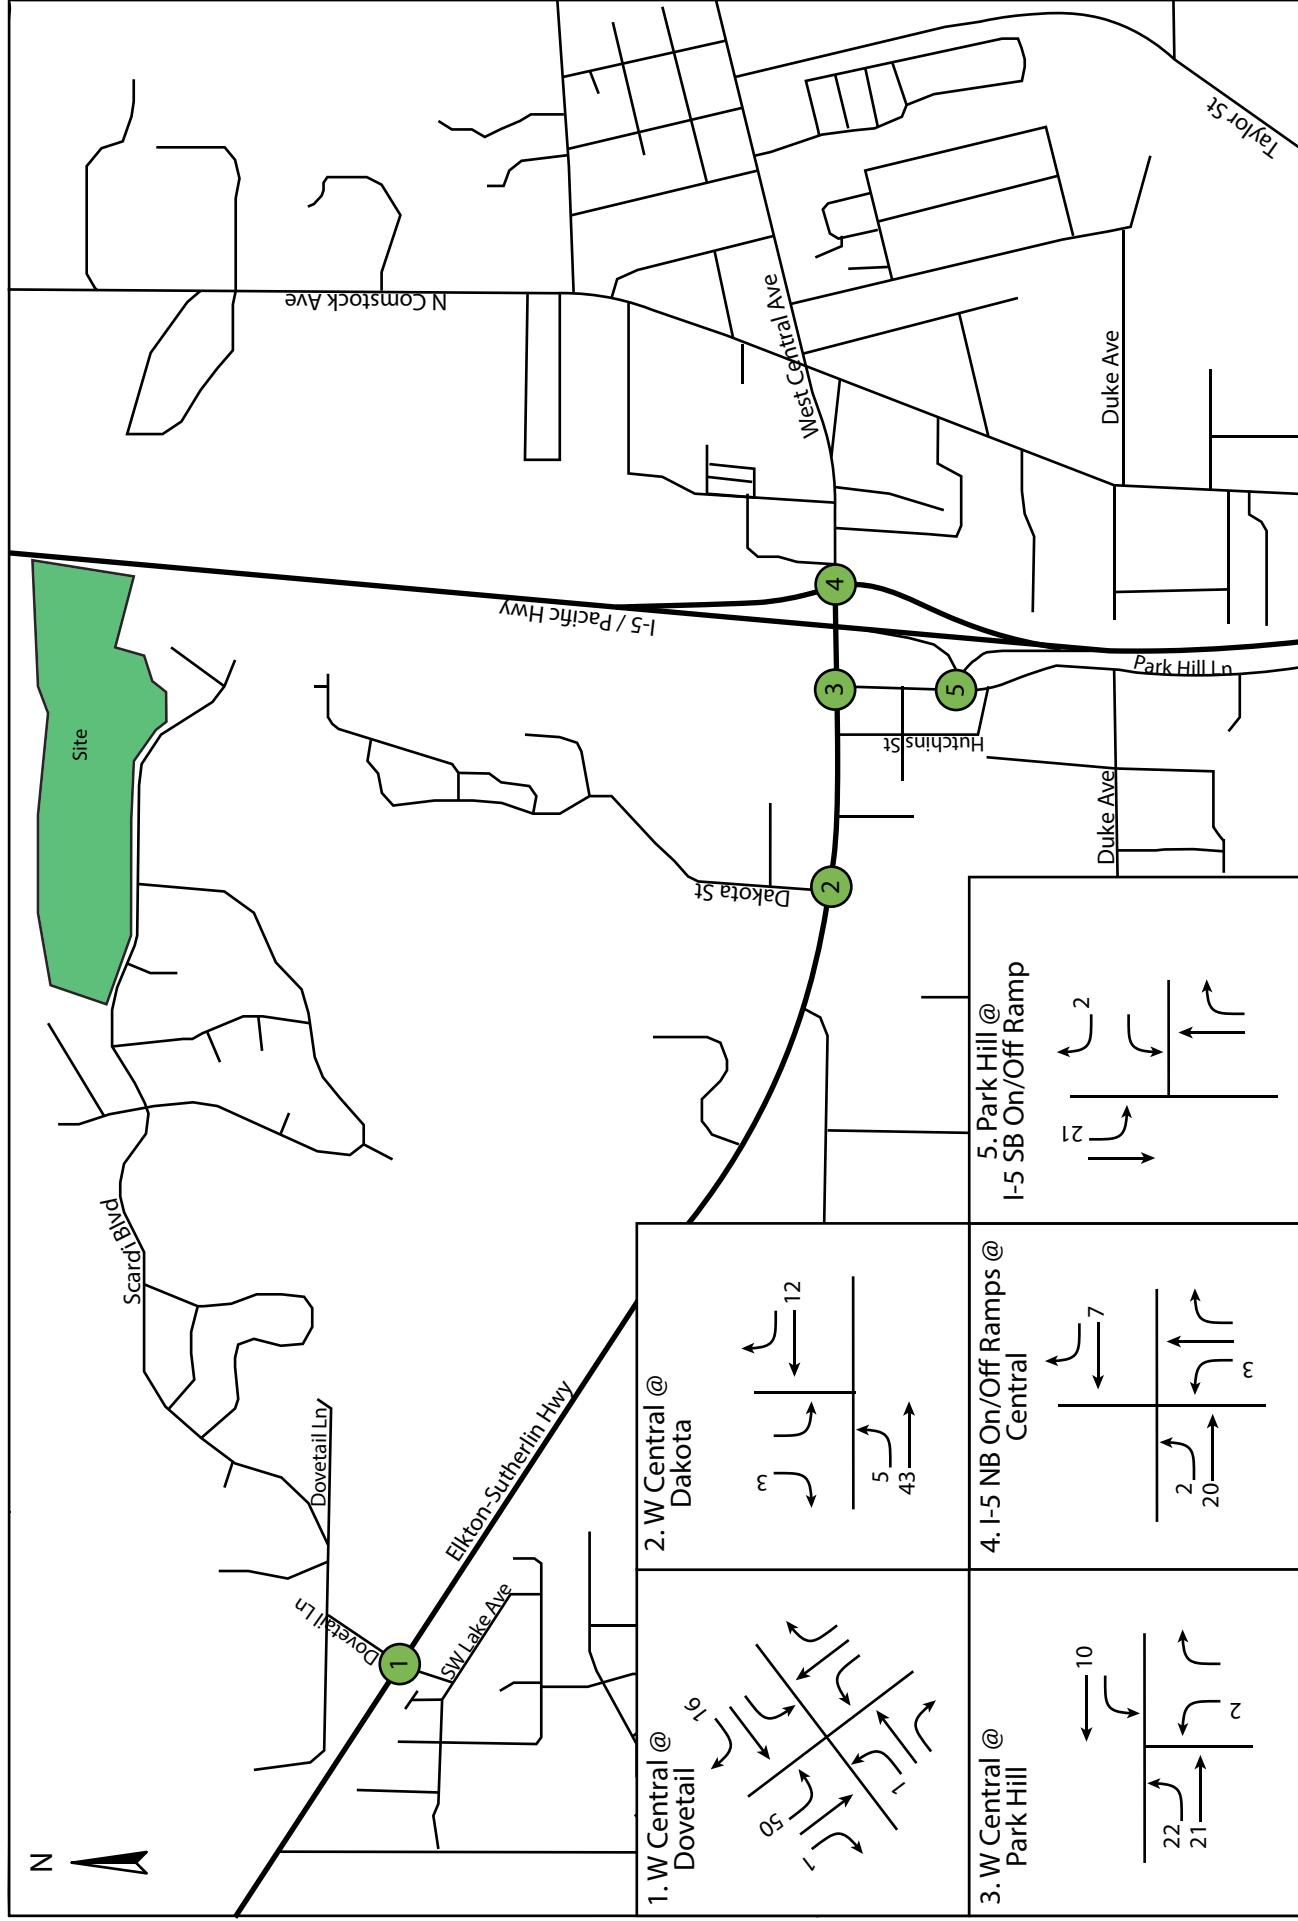 N
Site
Scardi Blvd
Dovetail Ln
Dovetail Ln
Elkton-Sutherlin Hwy
SW Lake Ave
1
Dakota St
2
3
4
5
I-5 / Pacific Hwy
N Comstock Ave
West Central Ave
Taylor St
Duke Ave
Park Hill Ln
Hutchins St
Duke Ave
1. W Central @
Dovetail
16
50
1
1
2. W Central @
Dakota
3
12
5
43
3. W Central @
Park Hill
10
22
21
2
4. I-5 NB On/Off Ramps @
Central
7
2
20
3
5. Park Hill @
I-5 SB On/Off Ramp
21
2